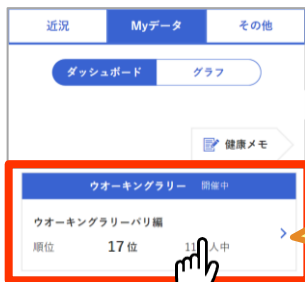 近況 Myデータ その他
ダッシュボード グラフ
健康メモ
ウオーキングラリー 開催中
ウオーキングラリーパリ編
順位 17位 人中